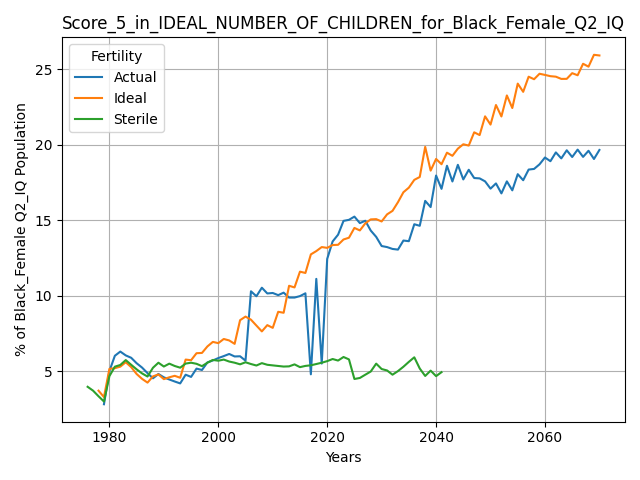 Score_5_in_IDEAL_NUMBER_OF_CHILDREN_for_Black_Female_Q2_IQ
Fertility
Actual
Ideal
Sterile
% of Black_Female Q2_IQ Population
25
20
15
10
5
1980
2000
2020
2040
2060
Years